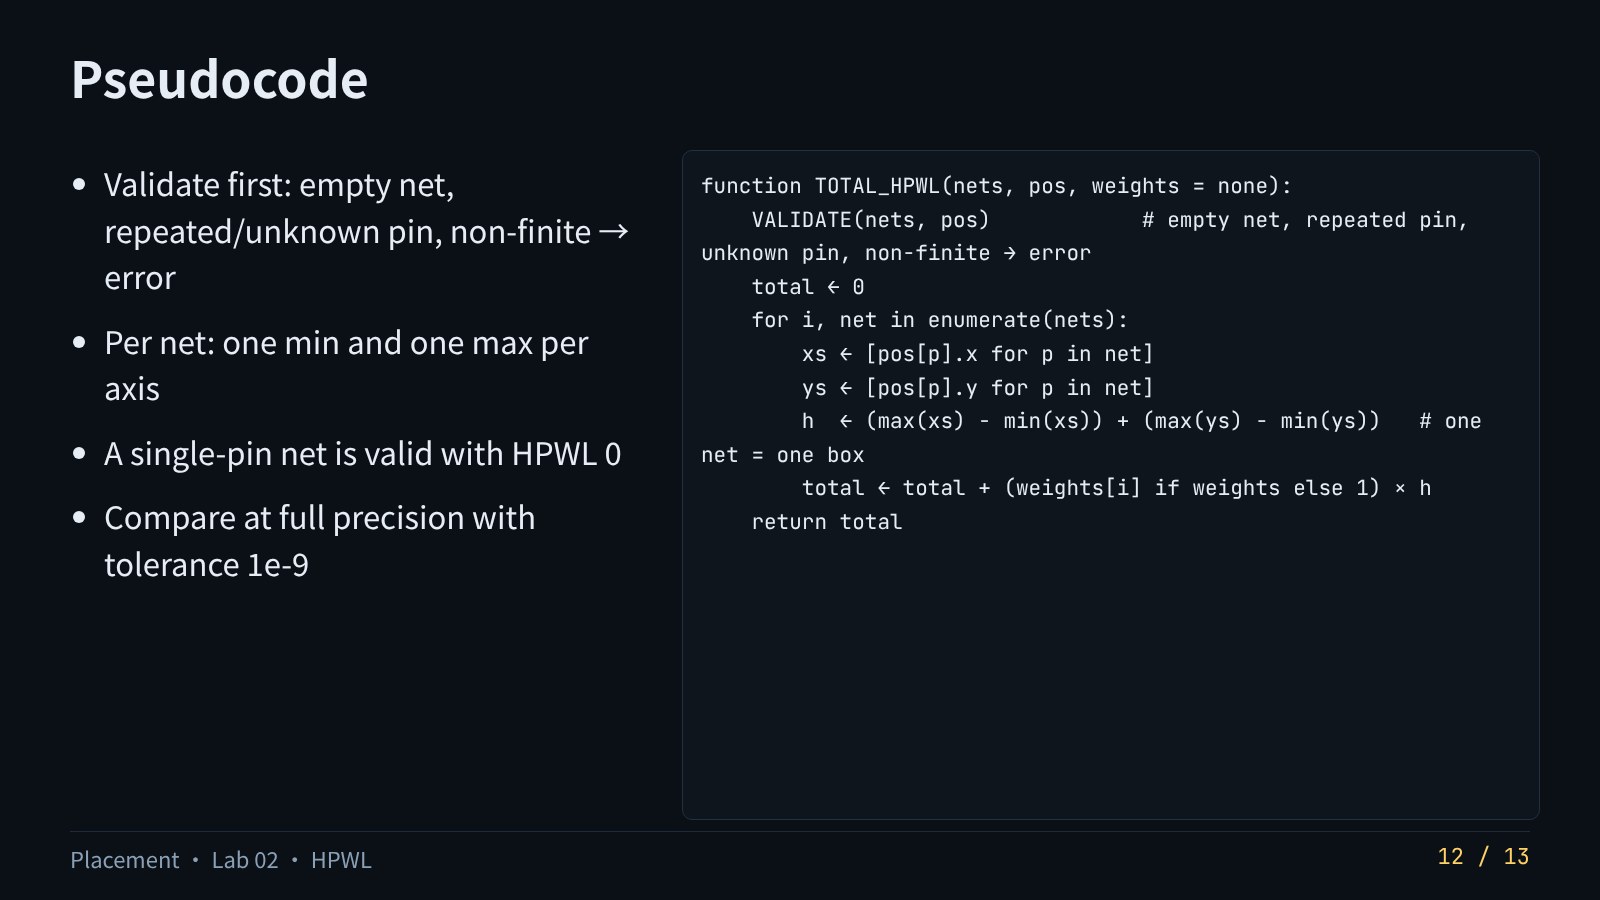 Pseudocode
• Validate first: empty net,
repeated/unknown pin, non-finite →
error
• Per net: one min and one max per
axis
• A single-pin net is valid with HPWL 0
• Compare at full precision with
tolerance 1e-9
function TOTAL_HPWL(nets, pos, weights = none):
    VALIDATE(nets, pos)            # empty net, repeated pin,
unknown pin, non-finite → error
    total ← 0
    for i, net in enumerate(nets):
        xs ← [pos[p].x for p in net]
        ys ← [pos[p].y for p in net]
        h  ← (max(xs) - min(xs)) + (max(ys) - min(ys))   # one
net = one box
        total ← total + (weights[i] if weights else 1) × h
    return total
Placement • Lab 02 • HPWL
12 / 13